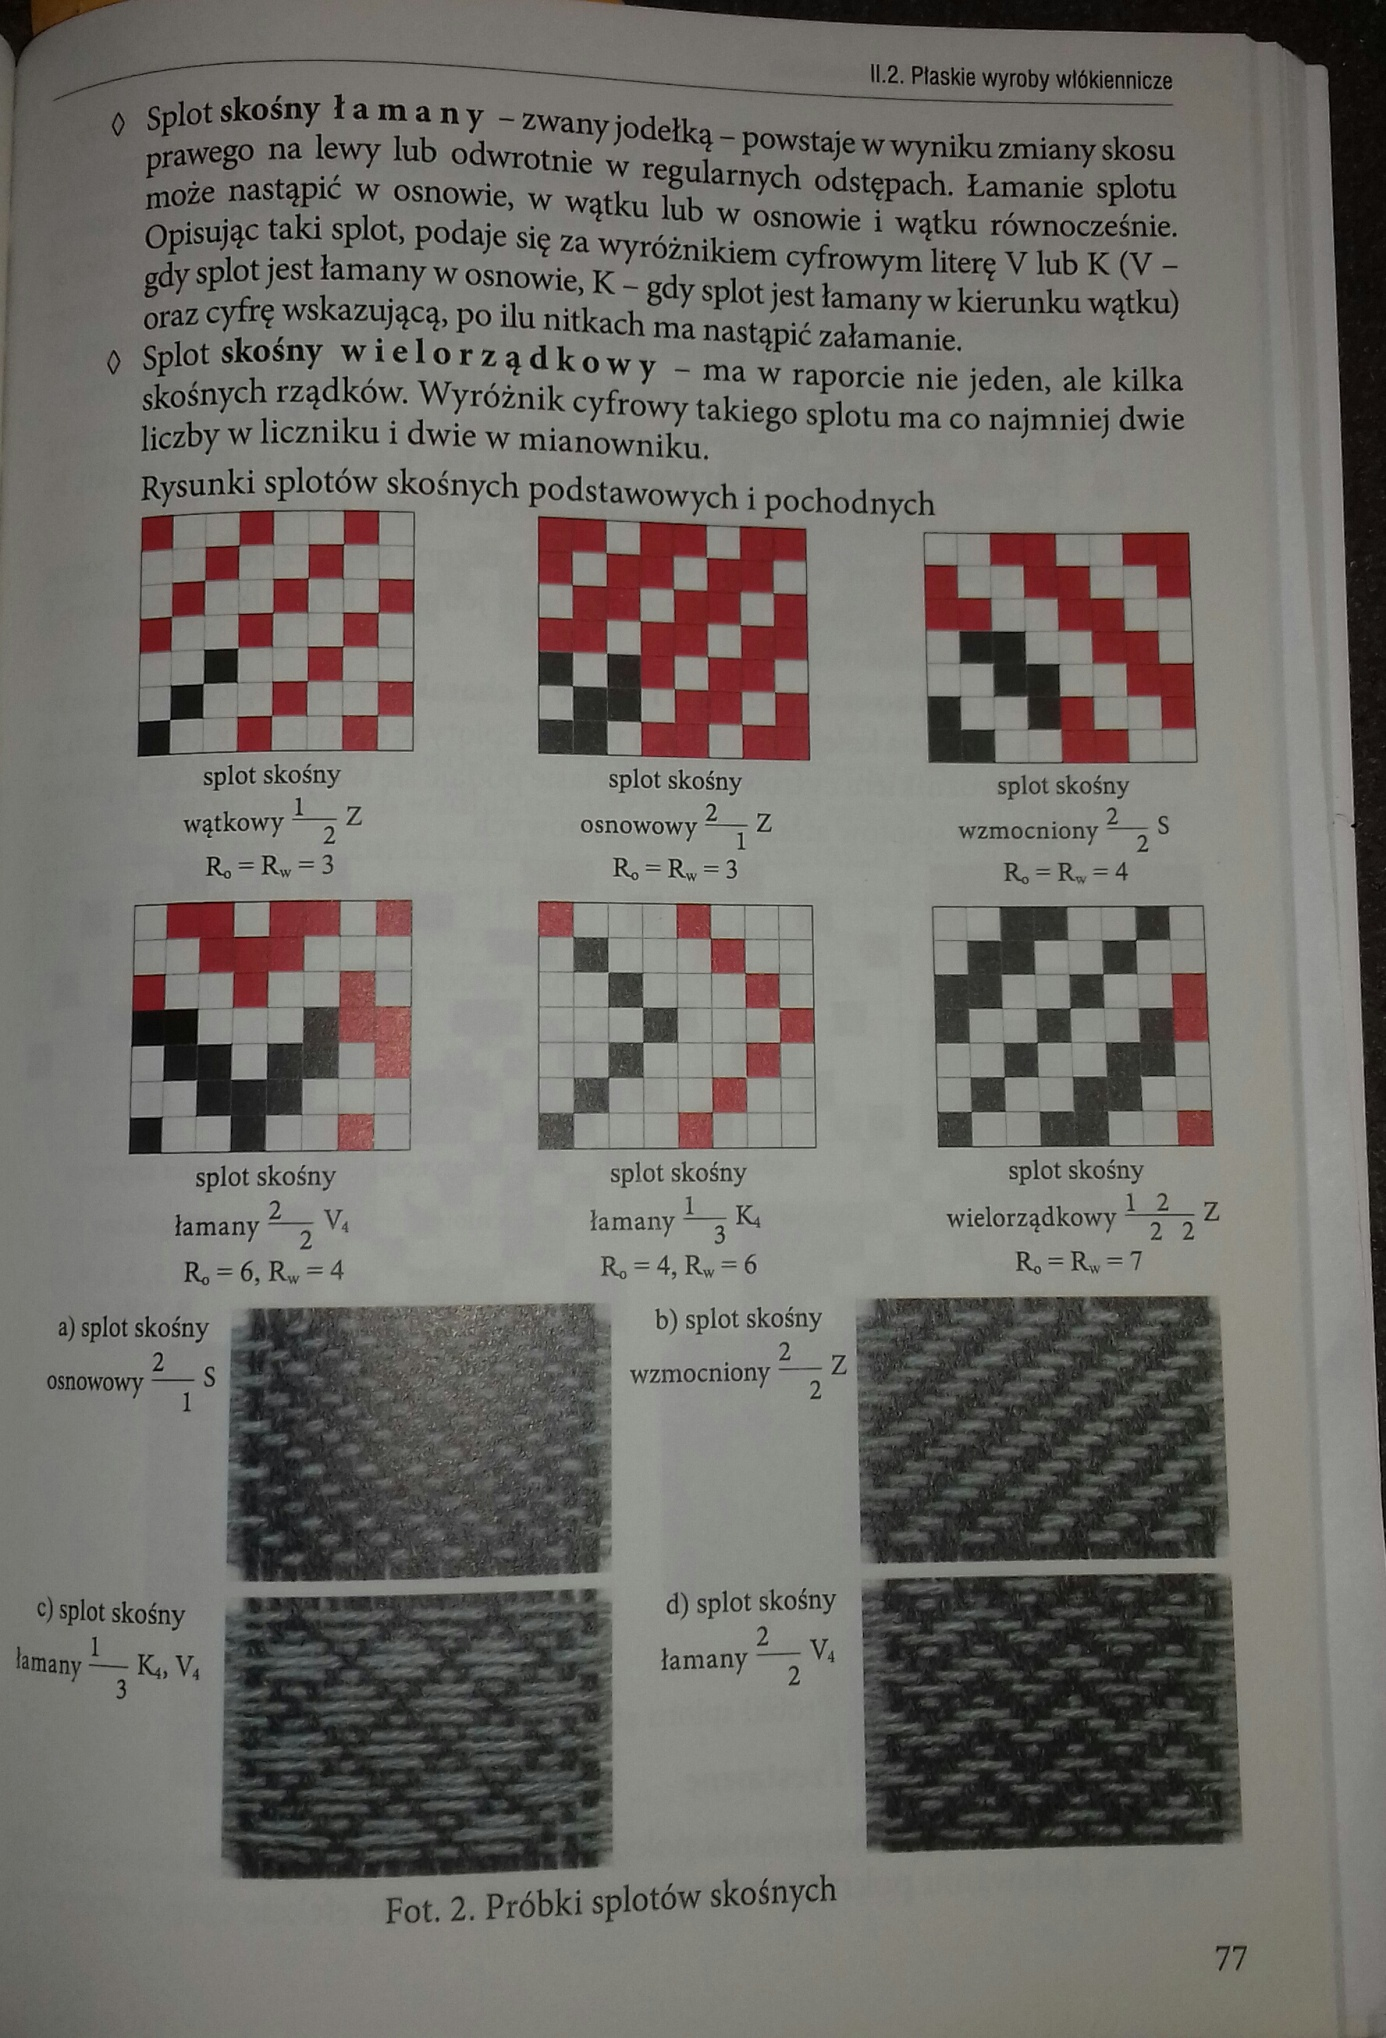 II.2. Płaskie wyroby włókiennicze
◊ Splot skośny łamany – zwany jodełką – powstaje w wyniku zmiany skosu
prawego na lewy lub odwrotnie w regularnych odstępach. Łamanie splotu
może nastąpić w osnowie, w wątku lub w osnowie i wątku równocześnie.
Opisując taki splot, podaje się za wyróżnikiem cyfrowym literę V lub K (V –
gdy splot jest łamany w osnowie, K – gdy splot jest łamany w kierunku wątku)
oraz cyfrę wskazującą, po ilu nitkach ma nastąpić załamanie.
◊ Splot skośny wielorządkowy – ma w raporcie nie jeden, ale kilka
skośnych rządków. Wyróżnik cyfrowy takiego splotu ma co najmniej dwie
liczby w liczniku i dwie w mianowniku.
Rysunki splotów skośnych podstawowych i pochodnych
splot skośny
wątkowy 1/2 Z
Rₒ = R_w = 3
splot skośny
osnowowy 2/1 Z
Rₒ = R_w = 3
splot skośny
wzmocniony 2/2 S
Rₒ = R_w = 4
splot skośny
łamany 2/2 V₄
Rₒ = 6, R_w = 4
splot skośny
łamany 1/3 K₄
Rₒ = 4, R_w = 6
splot skośny
wielorządkowy 1 2/2 2 Z
Rₒ = R_w = 7
a) splot skośny
osnowowy 2/1 S
b) splot skośny
wzmocniony 2/2 Z
c) splot skośny
łamany 1/3 K₄, V₄
d) splot skośny
łamany 2/2 V₄
Fot. 2. Próbki splotów skośnych
77